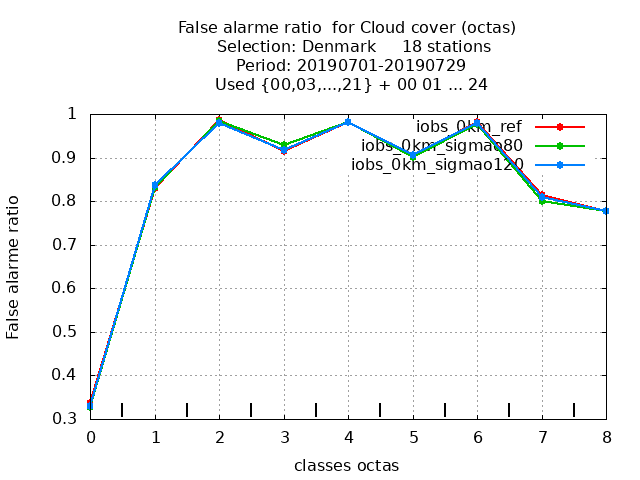 False alarme ratio  for Cloud cover (octas)
Selection: Denmark     18 stations
Period: 20190701-20190729
Used {00,03,...,21} + 00 01 ... 24
iobs_0km_ref
iobs_0km_sigmao80
iobs_0km_sigmao120
False alarme ratio
1
0.9
0.8
0.7
0.6
0.5
0.4
0.3
0 1 2 3 4 5 6 7 8
classes octas